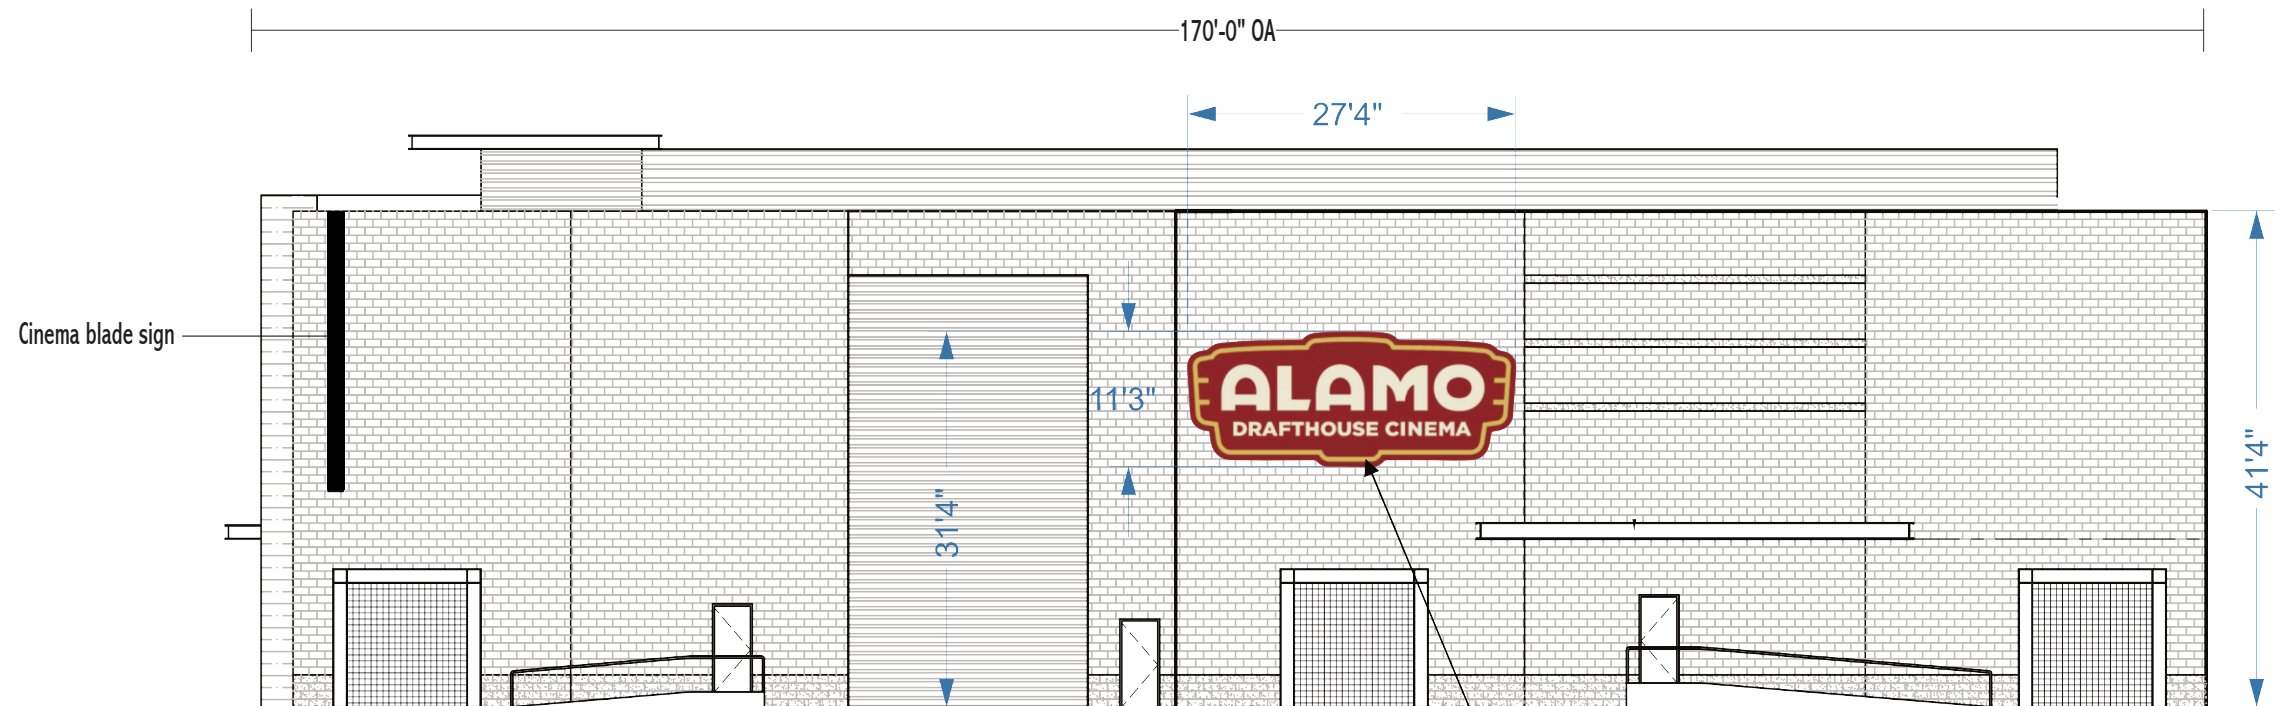 170'-0" OA
27'4"
Cinema blade sign
11'3"
ALAMO
DRAFTHOUSE CINEMA
31'4"
41'4"